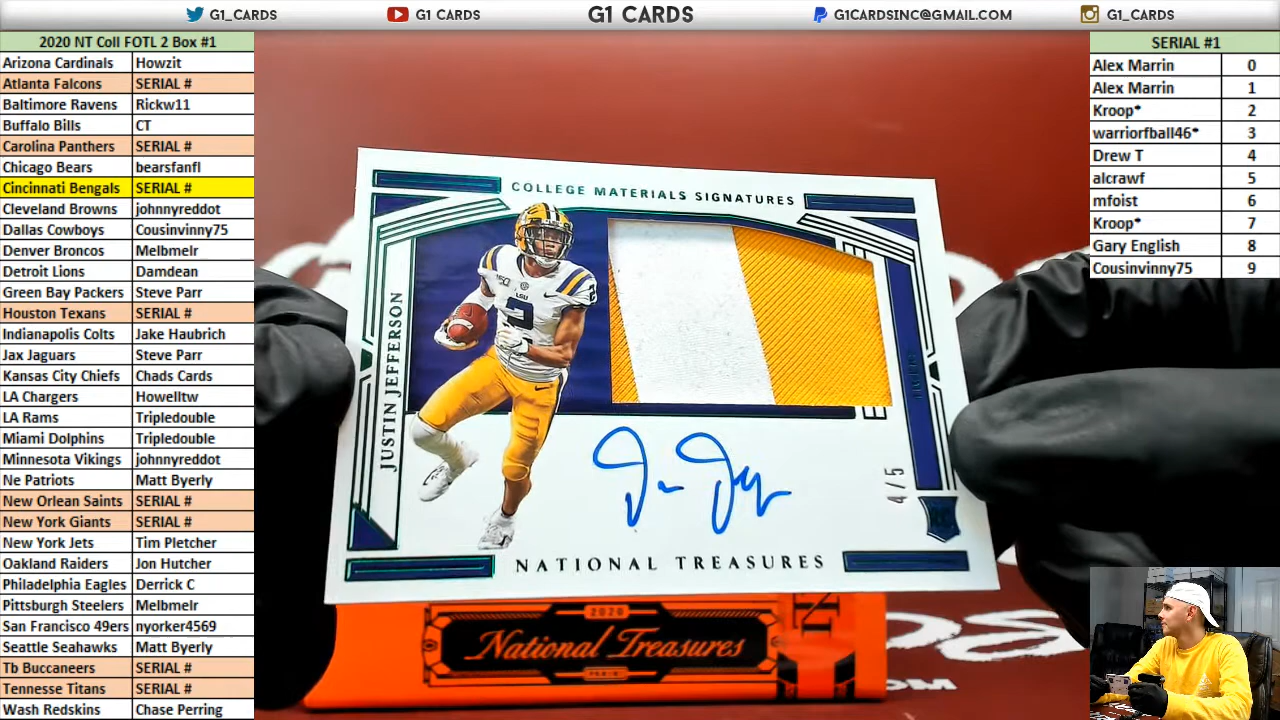 G1_CARDS
G1 CARDS
G1 CARDS
G1CARDSINC@GMAIL.COM
G1_CARDS
2020 NT Coll FOTL 2 Box #1
Arizona Cardinals Howzit
Atlanta Falcons SERIAL #
Baltimore Ravens Rickw11
Buffalo Bills CT
Carolina Panthers SERIAL #
Chicago Bears bearsfanfl
Cincinnati Bengals SERIAL #
Cleveland Browns johnnyreddot
Dallas Cowboys Cousinvinny75
Denver Broncos Melbmelr
Detroit Lions Damdean
Green Bay Packers Steve Parr
Houston Texans SERIAL #
Indianapolis Colts Jake Haubrich
Jax Jaguars Steve Parr
Kansas City Chiefs Chads Cards
LA Chargers Howelltw
LA Rams Tripledouble
Miami Dolphins Tripledouble
Minnesota Vikings johnnyreddot
Ne Patriots Matt Byerly
New Orlean Saints SERIAL #
New York Giants SERIAL #
New York Jets Tim Pletcher
Oakland Raiders Jon Hutcher
Philadelphia Eagles Derrick C
Pittsburgh Steelers Melbmelr
San Francisco 49ers nyorker4569
Seattle Seahawks Matt Byerly
Tb Buccaneers SERIAL #
Tennesse Titans SERIAL #
Wash Redskins Chase Perring
COLLEGE MATERIALS SIGNATURES
JUSTIN JEFFERSON
LSU
2
4/5
NATIONAL TREASURES
2020
National Treasures
PANINI
SERIAL #1
Alex Marrin 0
Alex Marrin 1
Kroop* 2
warriorfball46* 3
Drew T 4
alcrawf 5
mfoist 6
Kroop* 7
Gary English 8
Cousinvinny75 9